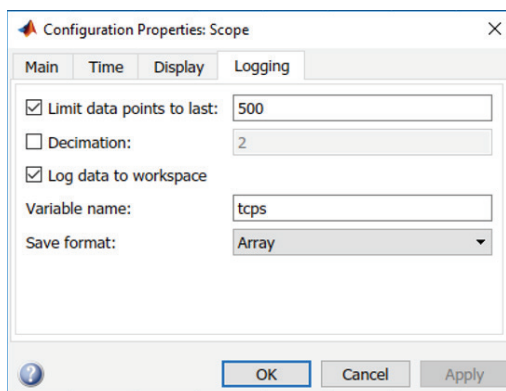 Configuration Properties: Scope
Main Time Display Logging
Limit data points to last: 500
Decimation: 2
Log data to workspace
Variable name: tcps
Save format: Array
? OK Cancel Apply